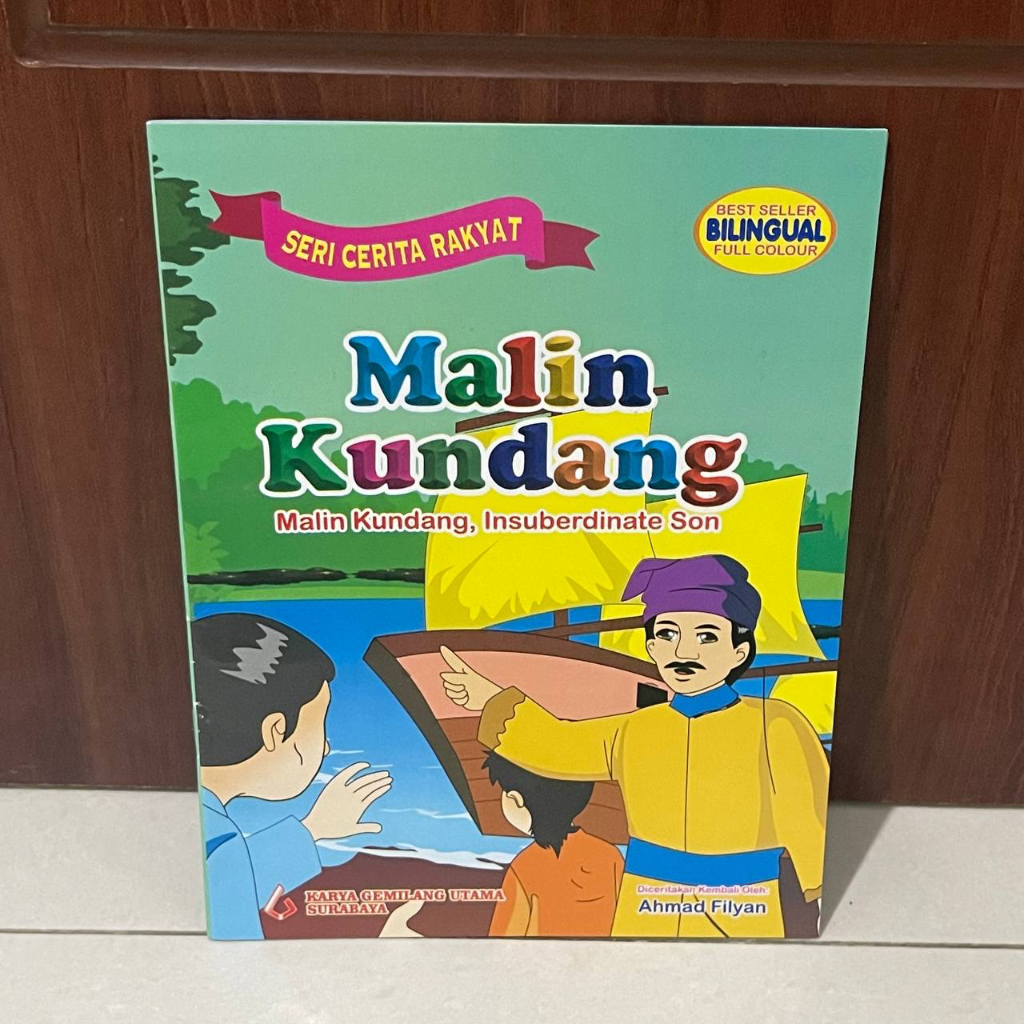 SERI CERITA RAKYAT
BEST SELLER
BILINGUAL
FULL COLOUR
Malin
Kundang
Malin Kundang, Insuberdinate Son
KARYA GEMILANG UTAMA
SURABAYA
Diceritakan Kembali Oleh:
Ahmad Filyan